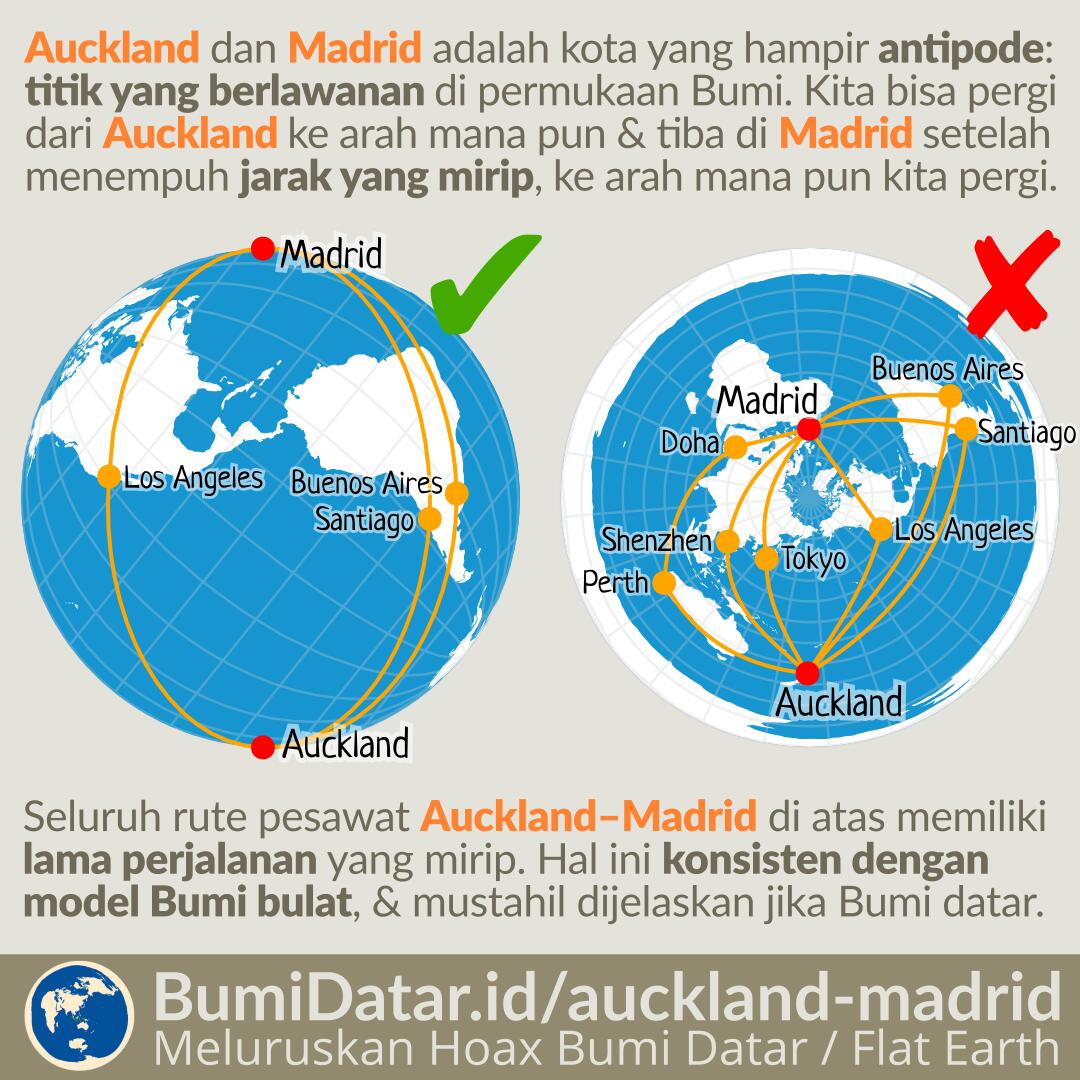 Auckland dan Madrid adalah kota yang hampir antipode:
titik yang berlawanan di permukaan Bumi. Kita bisa pergi
dari Auckland ke arah mana pun & tiba di Madrid setelah
menempuh jarak yang mirip, ke arah mana pun kita pergi.
Madrid
Los Angeles
Buenos Aires
Santiago
Auckland
Buenos Aires
Madrid
Doha
Santiago
Shenzhen
Los Angeles
Tokyo
Perth
Auckland
Seluruh rute pesawat Auckland–Madrid di atas memiliki
lama perjalanan yang mirip. Hal ini konsisten dengan
model Bumi bulat, & mustahil dijelaskan jika Bumi datar.
BumiDatar.id/auckland-madrid
Meluruskan Hoax Bumi Datar / Flat Earth